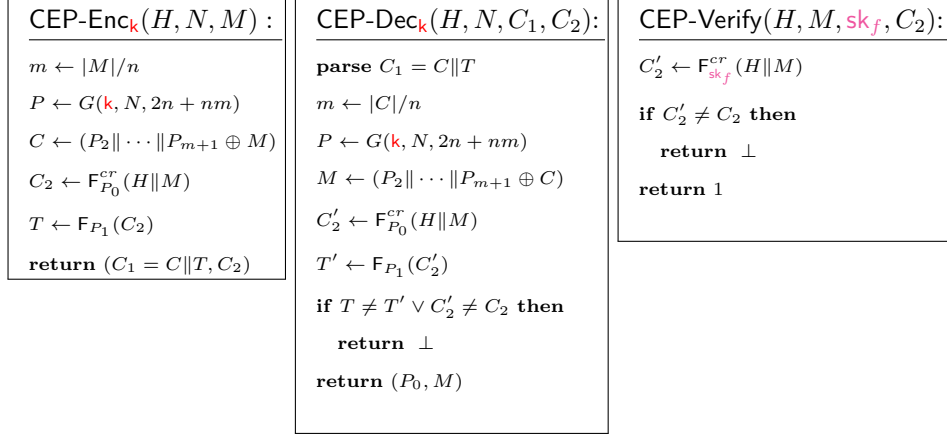 CEP-Enc_k(H, N, M) :
m ← |M|/n
P ← G(k, N, 2n + nm)
C ← (P_2‖ · · · ‖P_{m+1} ⊕ M)
C_2 ← F^{cr}_{P_0}(H‖M)
T ← F_{P_1}(C_2)
return (C_1 = C‖T, C_2)
CEP-Dec_k(H, N, C_1, C_2):
parse C_1 = C‖T
m ← |C|/n
P ← G(k, N, 2n + nm)
M ← (P_2‖ · · · ‖P_{m+1} ⊕ C)
C′_2 ← F^{cr}_{P_0}(H‖M)
T′ ← F_{P_1}(C′_2)
if T ≠ T′ ∨ C′_2 ≠ C_2 then
return ⊥
return (P_0, M)
CEP-Verify(H, M, sk_f, C_2):
C′_2 ← F^{cr}_{sk_f}(H‖M)
if C′_2 ≠ C_2 then
return ⊥
return 1